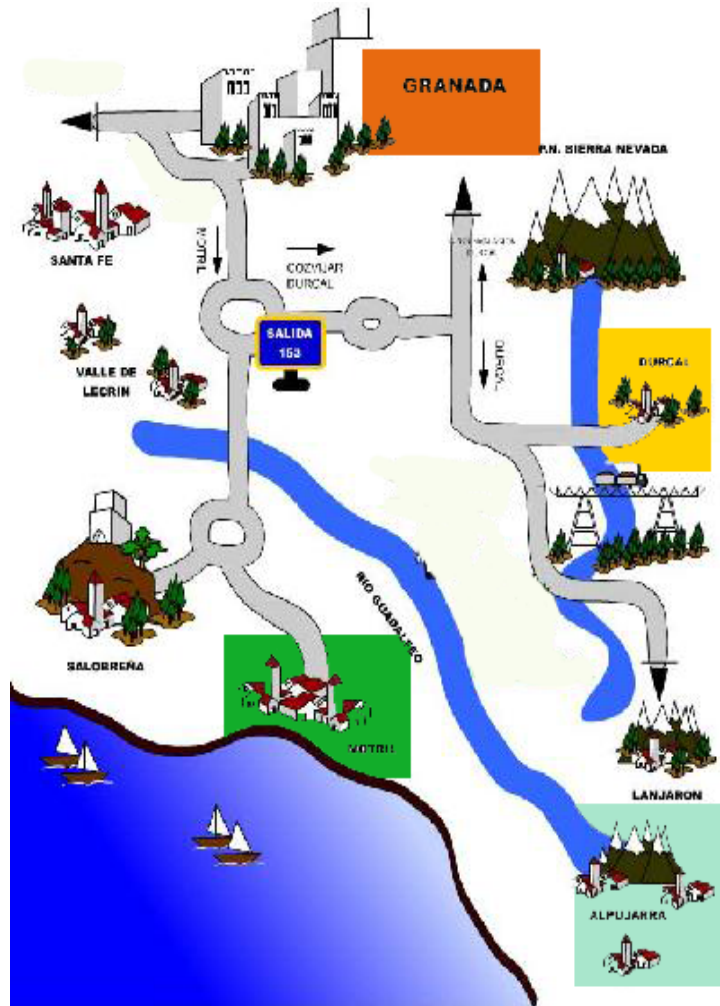 GRANADA
P.N. SIERRA NEVADA
SANTA FE
MOTRIL
COZVIJAR
DURCAL
DURCAL
SALIDA
153
VALLE DE
LECRIN
DURCAL
RIO GUADALFEO
SALOBREÑA
MOTRIL
LANJARON
ALPUJARRA